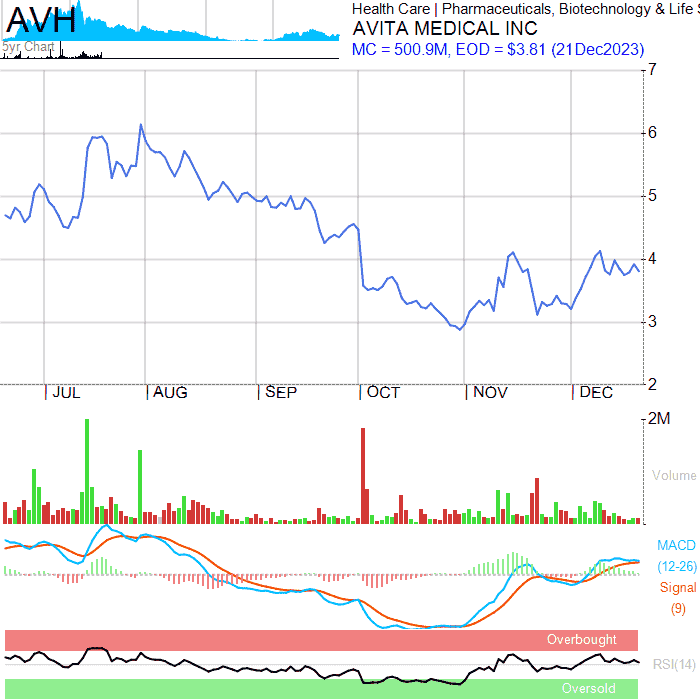 AVH
5yr Chart
Health Care | Pharmaceuticals, Biotechnology & Life S
AVITA MEDICAL INC
MC = 500.9M, EOD = $3.81 (21Dec2023)
7
6
5
4
3
2
JUL AUG SEP OCT NOV DEC
2M
Volume
MACD
(12-26)
Signal
(9)
Overbought
RSI(14)
Oversold